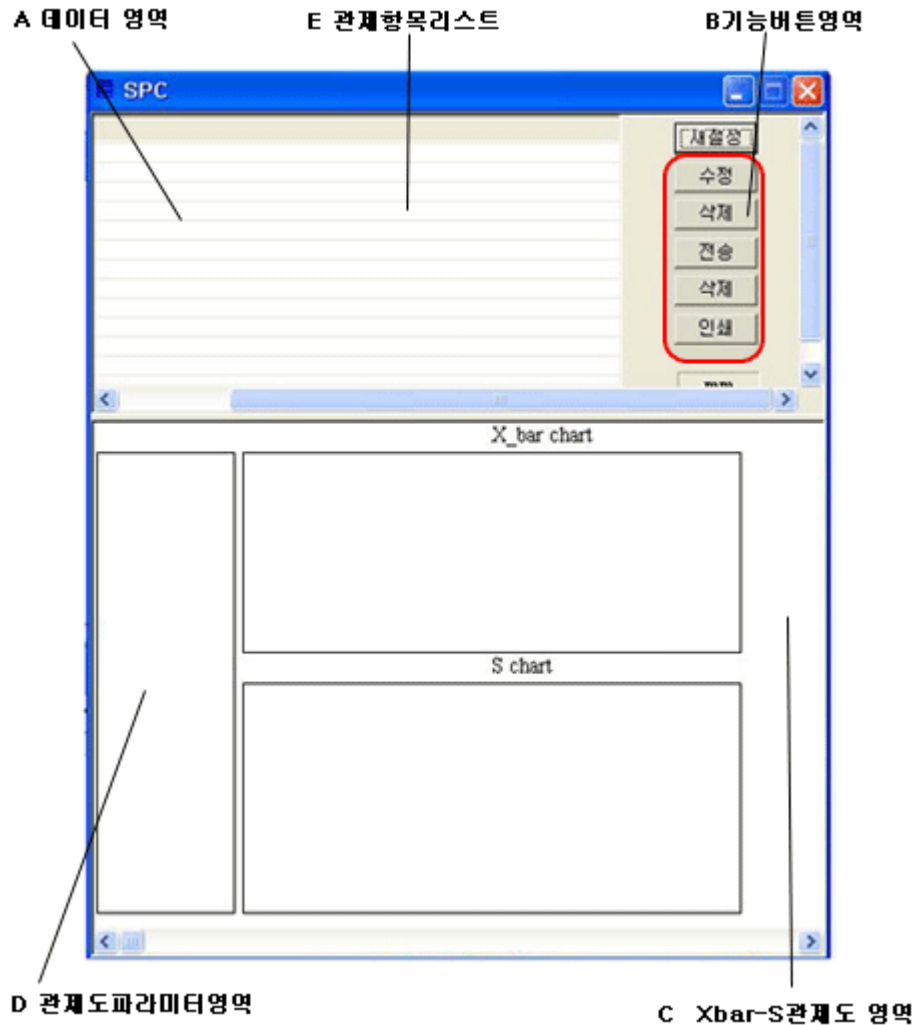 A 데이터 영역
E 관제항목리스트
B기능버튼영역
SPC
재설정
수정
삭제
전송
삭제
인쇄
X_bar chart
S chart
D 관제도파라미터영역
C Xbar-S관제도 영역